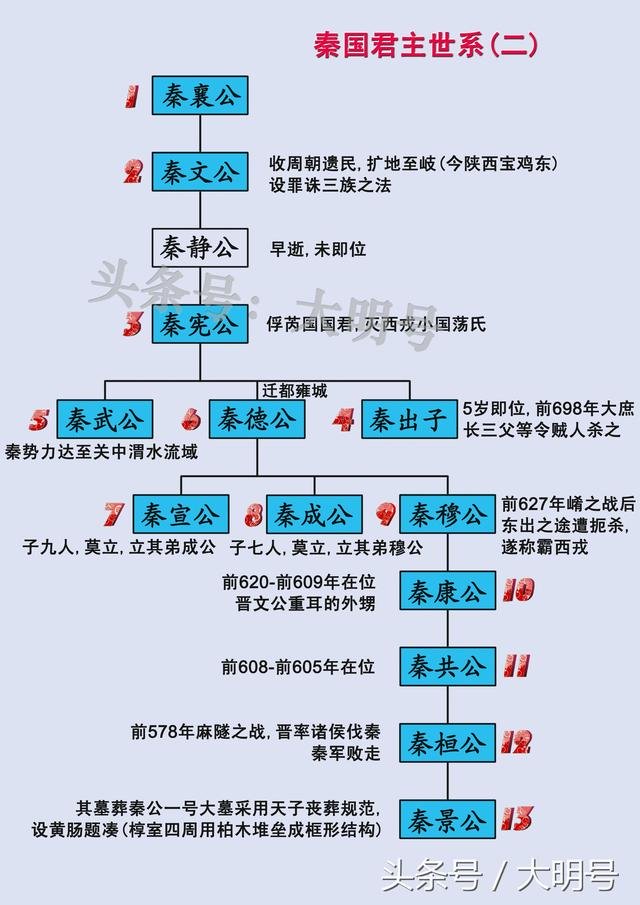 秦国君主世系(二)
1 秦襄公
2 秦文公
收周朝遗民,扩地至岐(今陕西宝鸡东)
设罪诛三族之法
秦静公
早逝,未即位
头条号:大明号
3 秦宪公
俘芮国国君,灭西戎小国荡氏
迁都雍城
5 秦武公
6 秦德公
4 秦出子
5岁即位,前698年大庶
长三父等令贼人杀之
秦势力达至关中渭水流域
7 秦宣公
8 秦成公
9 秦穆公
前627年崤之战后
东出之途遭扼杀,
遂称霸西戎
子九人,莫立,立其弟成公
子七人,莫立,立其弟穆公
前620-前609年在位
晋文公重耳的外甥
秦康公 10
前608-前605年在位
秦共公 11
前578年麻隧之战,晋率诸侯伐秦
秦军败走
秦桓公 12
其墓葬秦公一号大墓采用天子丧葬规范,
设黄肠题凑(椁室四周用柏木堆垒成框形结构)
秦景公 13
头条号/大明号